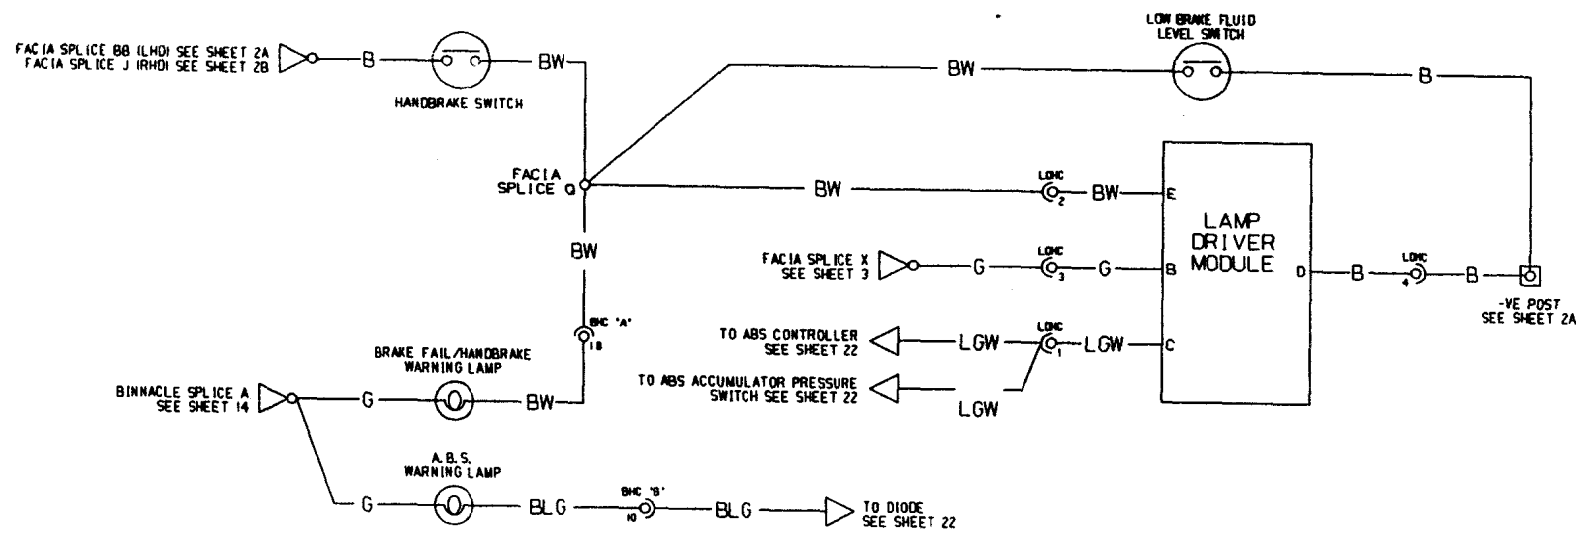 LOW BRAKE FLUID
LEVEL SWITCH
FACIA SPLICE BB (LHD) SEE SHEET 2A
FACIA SPLICE J (RHD) SEE SHEET 2B
B
BW
HANDBRAKE SWITCH
BW
B
FACIA
SPLICE Q
BW
LDMC
2
BW
E
LAMP
DRIVER
MODULE
BW
FACIA SPLICE X
SEE SHEET 3
G
LDMC
3
G
B
D
B
LDMC
4
B
-VE POST
SEE SHEET 2A
BHC "A"
18
TO ABS CONTROLLER
SEE SHEET 22
LGW
LDMC
1
LGW
C
BRAKE FAIL/HANDBRAKE
WARNING LAMP
TO ABS ACCUMULATOR PRESSURE
SWITCH SEE SHEET 22
LGW
BINNACLE SPLICE A
SEE SHEET 14
G
BW
A.B.S.
WARNING LAMP
G
BLG
BHC "B"
10
BLG
TO DIODE
SEE SHEET 22